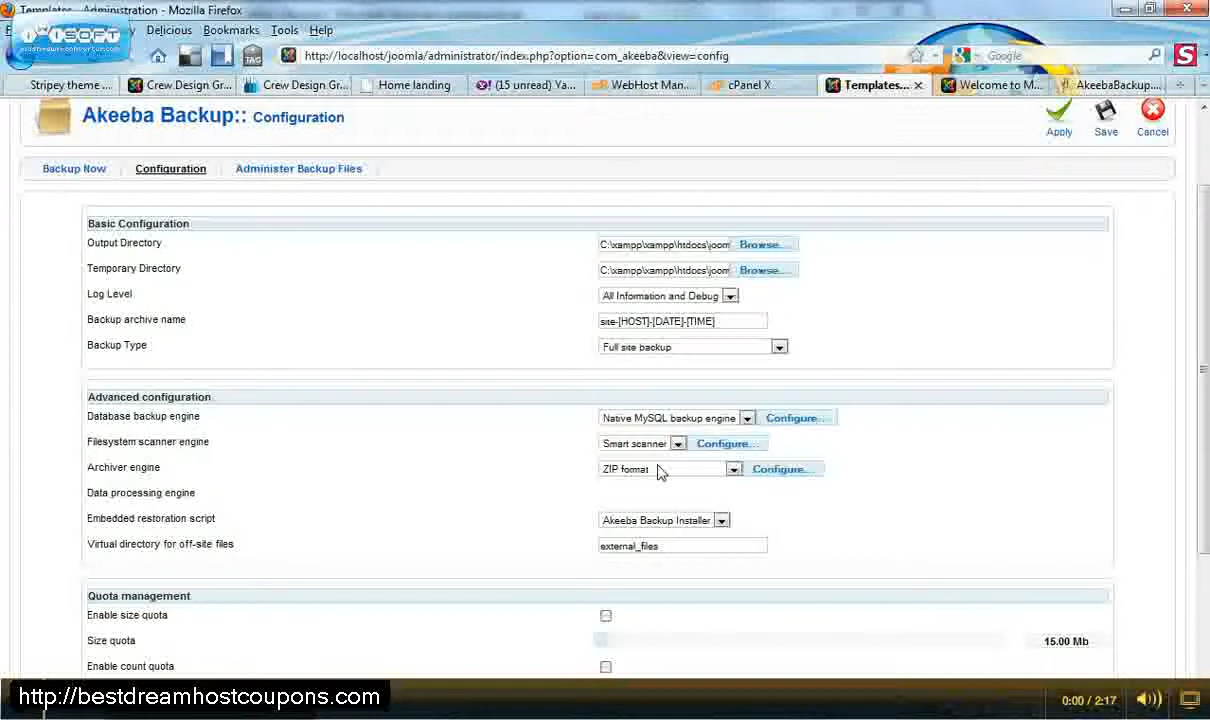 Templates - Mozilla Firefox
Delicious Bookmarks Tools Help
iWiSOFT
http://localhost/joomla/administrator/index.php?option=com_akeeba&view=config
Google
Stripey theme ... Crew Design Gr... Crew Design Gr... Home landing (15 unread) Ya... WebHost Man... cPanel X Templates... Welcome to M... AkeebaBackup....
Akeeba Backup:: Configuration
Apply Save Cancel
Backup Now Configuration Administer Backup Files
Basic Configuration
Output Directory C:\xampp\xampp\htdocs\joom Browse...
Temporary Directory C:\xampp\xampp\htdocs\joom Browse...
Log Level All Information and Debug
Backup archive name site-[HOST]-[DATE]-[TIME]
Backup Type Full site backup
Advanced configuration
Database backup engine Native MySQL backup engine Configure...
Filesystem scanner engine Smart scanner Configure...
Archiver engine ZIP format Configure...
Data processing engine
Embedded restoration script Akeeba Backup Installer
Virtual directory for off-site files external_files
Quota management
Enable size quota
Size quota 15.00 Mb
Enable count quota
http://bestdreamhostcoupons.com
0:00 / 2:17